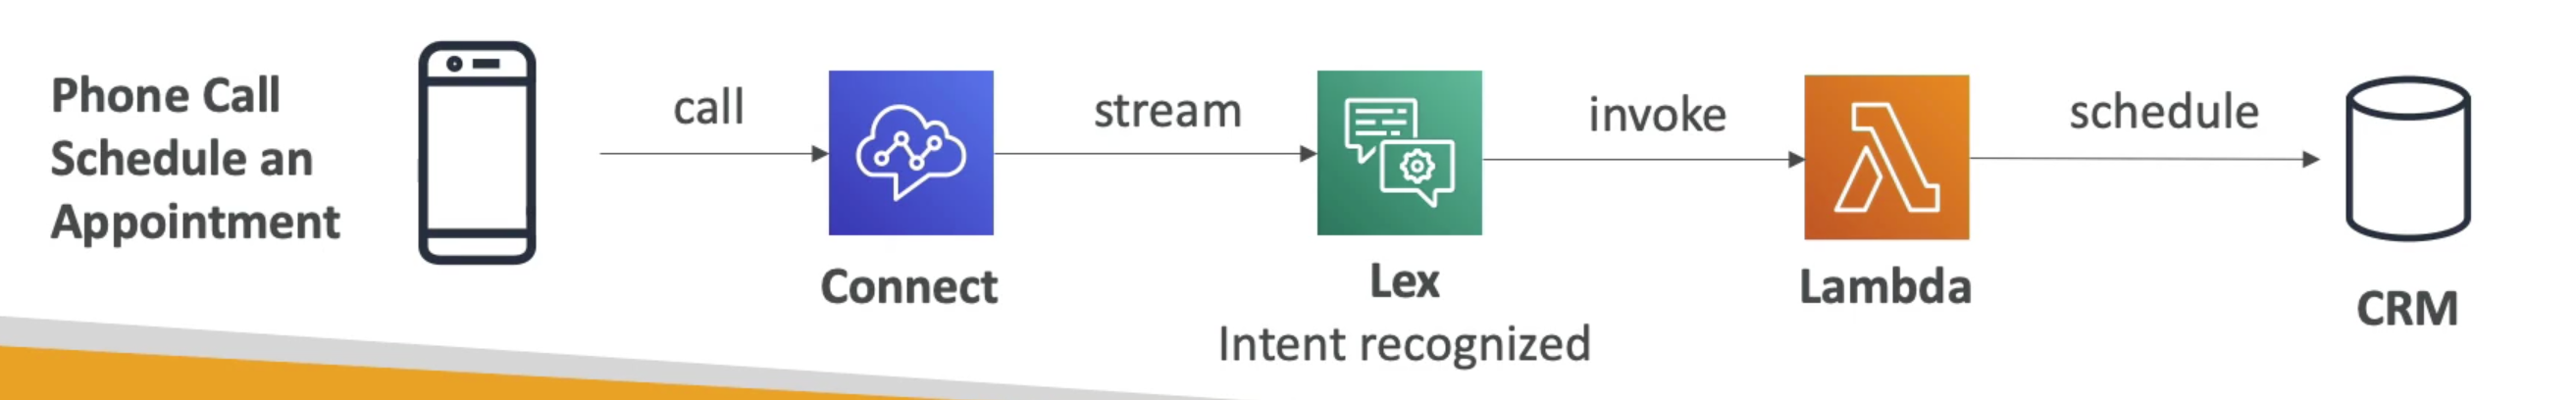 Phone Call
Schedule an
Appointment
call
Connect
stream
Lex
Intent recognized
invoke
Lambda
schedule
CRM